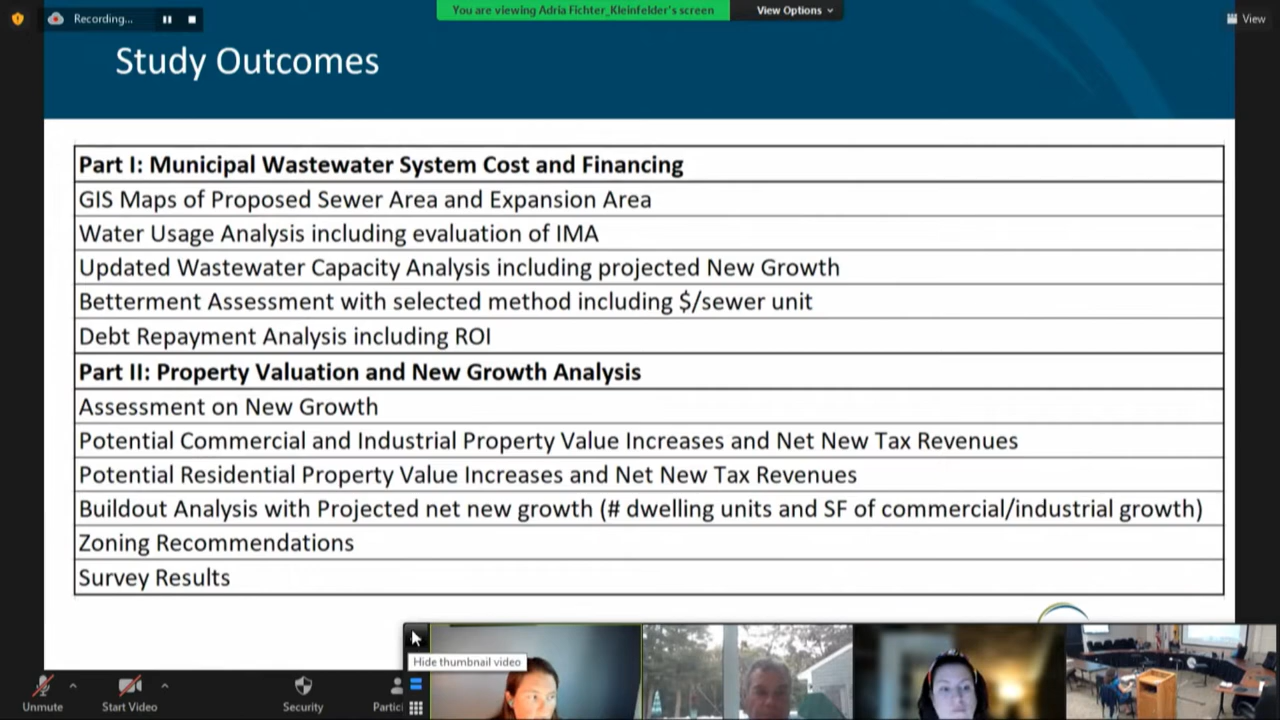 Recording...
You are viewing Adria Fichter_Kleinfelder's screen
View Options
View
Study Outcomes
Part I: Municipal Wastewater System Cost and Financing
GIS Maps of Proposed Sewer Area and Expansion Area
Water Usage Analysis including evaluation of IMA
Updated Wastewater Capacity Analysis including projected New Growth
Betterment Assessment with selected method including $/sewer unit
Debt Repayment Analysis including ROI
Part II: Property Valuation and New Growth Analysis
Assessment on New Growth
Potential Commercial and Industrial Property Value Increases and Net New Tax Revenues
Potential Residential Property Value Increases and Net New Tax Revenues
Buildout Analysis with Projected net new growth (# dwelling units and SF of commercial/industrial growth)
Zoning Recommendations
Survey Results
Hide thumbnail video
Unmute
Start Video
Security
Partici